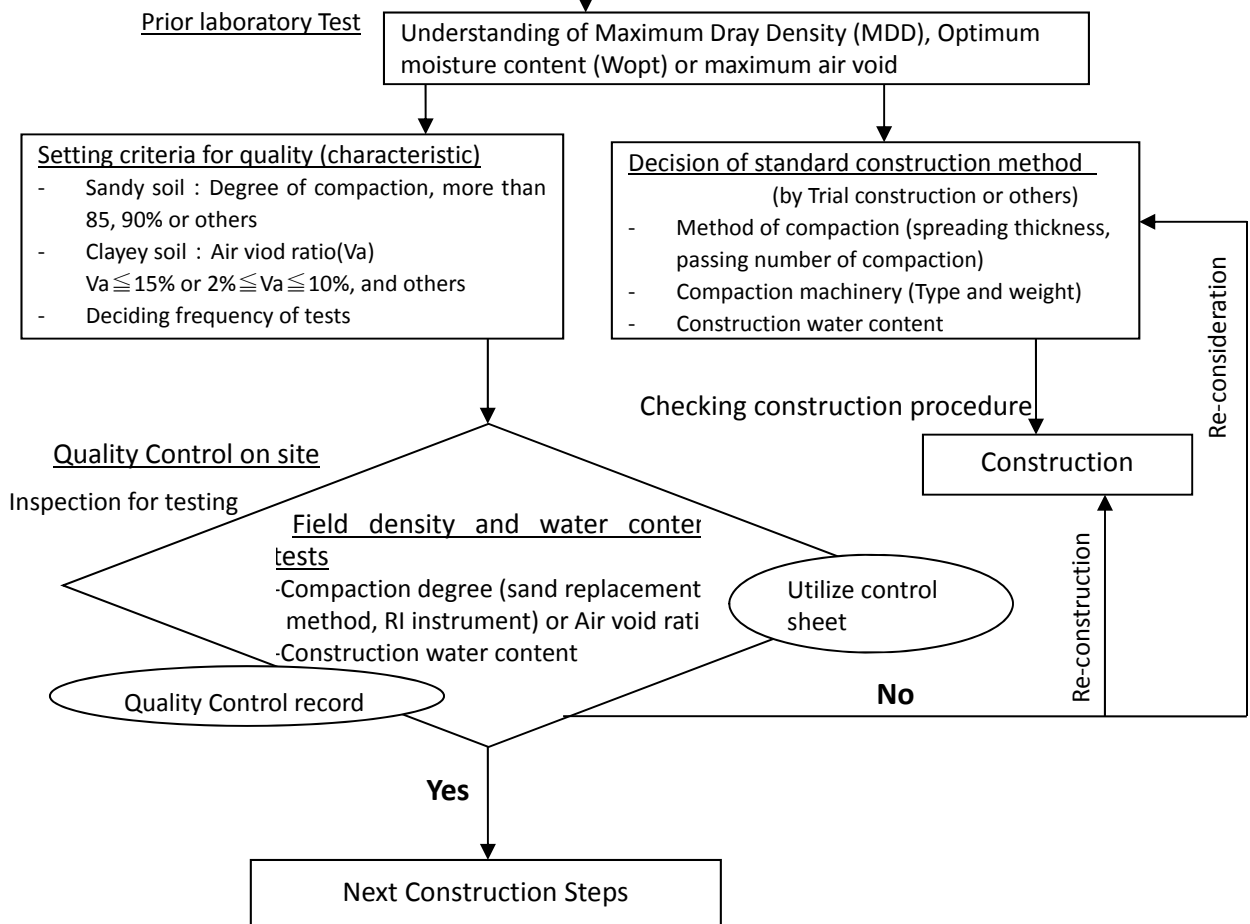 Prior laboratory Test
Understanding of Maximum Dray Density (MDD), Optimum
moisture content (Wopt) or maximum air void
Setting criteria for quality (characteristic)
- Sandy soil : Degree of compaction, more than
85, 90% or others
- Clayey soil : Air viod ratio(Va)
Va≦15% or 2%≦Va≦10%, and others
- Deciding frequency of tests
Decision of standard construction method
(by Trial construction or others)
- Method of compaction (spreading thickness,
passing number of compaction)
- Compaction machinery (Type and weight)
- Construction water content
Re-consideration
Checking construction procedure
Construction
Quality Control on site
Inspection for testing
Field density and water conter
tests
-Compaction degree (sand replacement
method, RI instrument) or Air void rati
-Construction water content
Utilize control
sheet
Re-construction
Quality Control record
No
Yes
Next Construction Steps